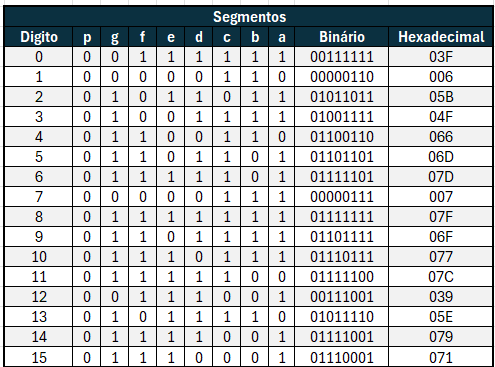 Segmentos
Digito p g f e d c b a Binário Hexadecimal
0 0 0 1 1 1 1 1 1 00111111 03F
1 0 0 0 0 0 1 1 0 00000110 006
2 0 1 0 1 1 0 1 1 01011011 05B
3 0 1 0 0 1 1 1 1 01001111 04F
4 0 1 1 0 0 1 1 0 01100110 066
5 0 1 1 0 1 1 0 1 01101101 06D
6 0 1 1 1 1 1 0 1 01111101 07D
7 0 0 0 0 0 1 1 1 00000111 007
8 0 1 1 1 1 1 1 1 01111111 07F
9 0 1 1 0 1 1 1 1 01101111 06F
10 0 1 1 1 0 1 1 1 01110111 077
11 0 1 1 1 1 1 0 0 01111100 07C
12 0 0 1 1 1 0 0 1 00111001 039
13 0 1 0 1 1 1 1 0 01011110 05E
14 0 1 1 1 1 0 0 1 01111001 079
15 0 1 1 1 0 0 0 1 01110001 071